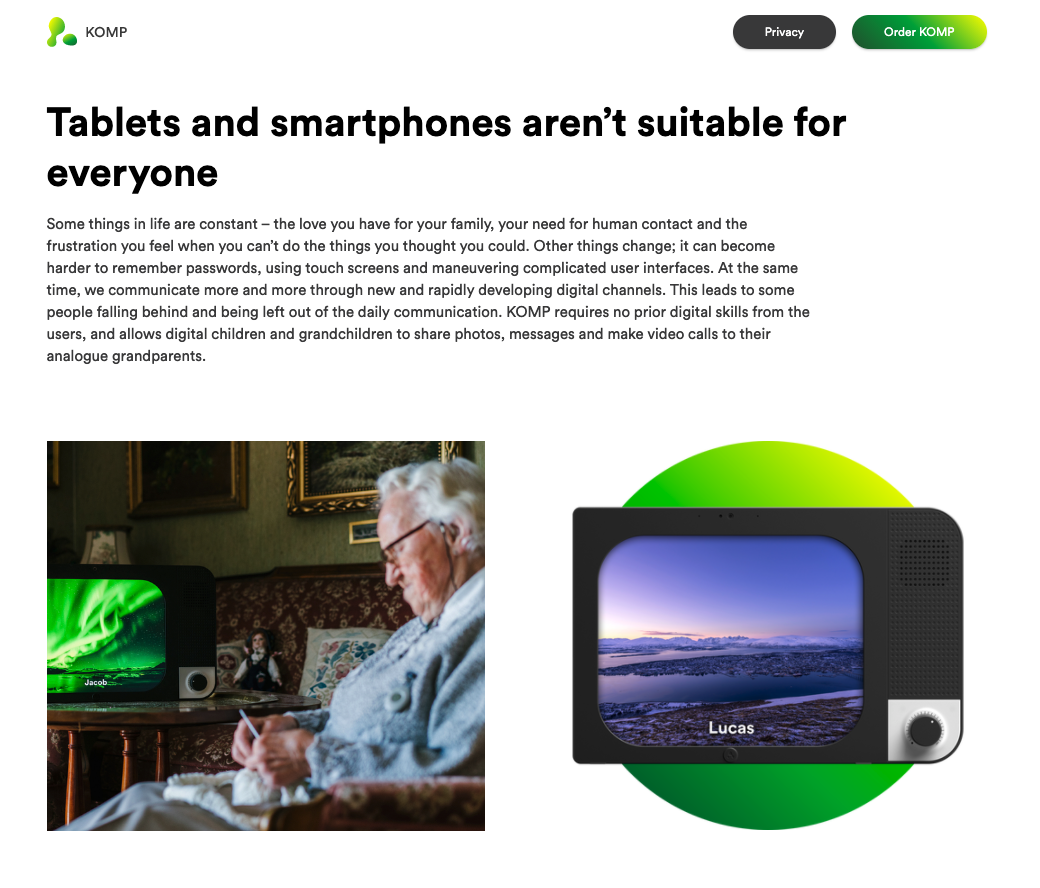 KOMP
Privacy
Order KOMP
Tablets and smartphones aren’t suitable for
everyone
Some things in life are constant – the love you have for your family, your need for human contact and the
frustration you feel when you can’t do the things you thought you could. Other things change; it can become
harder to remember passwords, using touch screens and maneuvering complicated user interfaces. At the same
time, we communicate more and more through new and rapidly developing digital channels. This leads to some
people falling behind and being left out of the daily communication. KOMP requires no prior digital skills from the
users, and allows digital children and grandchildren to share photos, messages and make video calls to their
analogue grandparents.
Jacob
Lucas